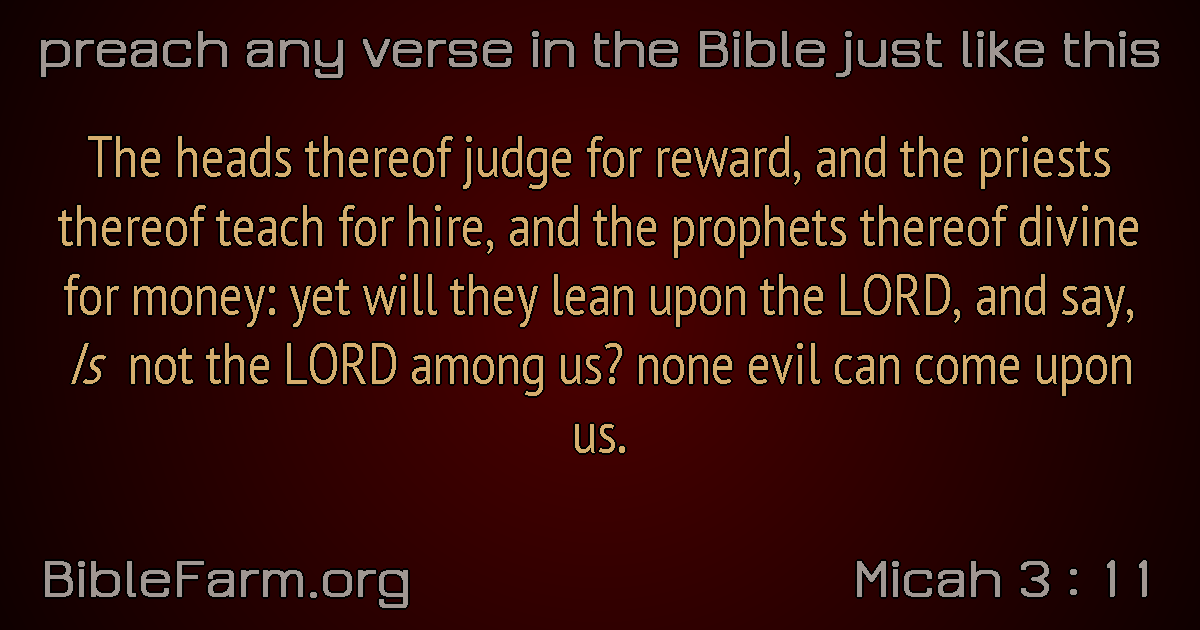 preach any verse in the Bible just like this
The heads thereof judge for reward, and the priests
thereof teach for hire, and the prophets thereof divine
for money: yet will they lean upon the LORD, and say,
Is not the LORD among us? none evil can come upon
us.
BibleFarm.org
Micah 3 : 11